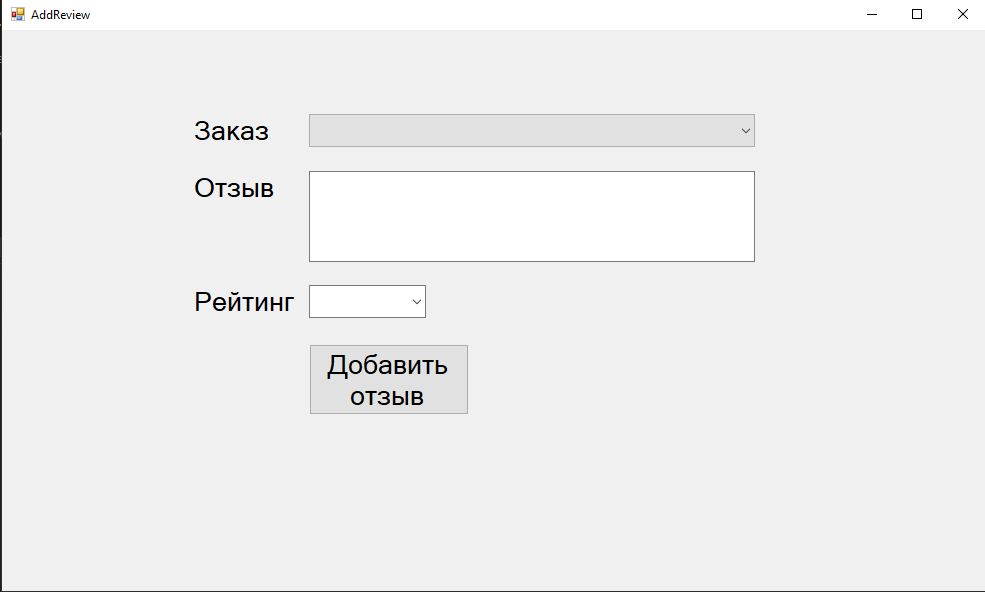 AddReview
Заказ
Отзыв
Рейтинг
Добавить
отзыв